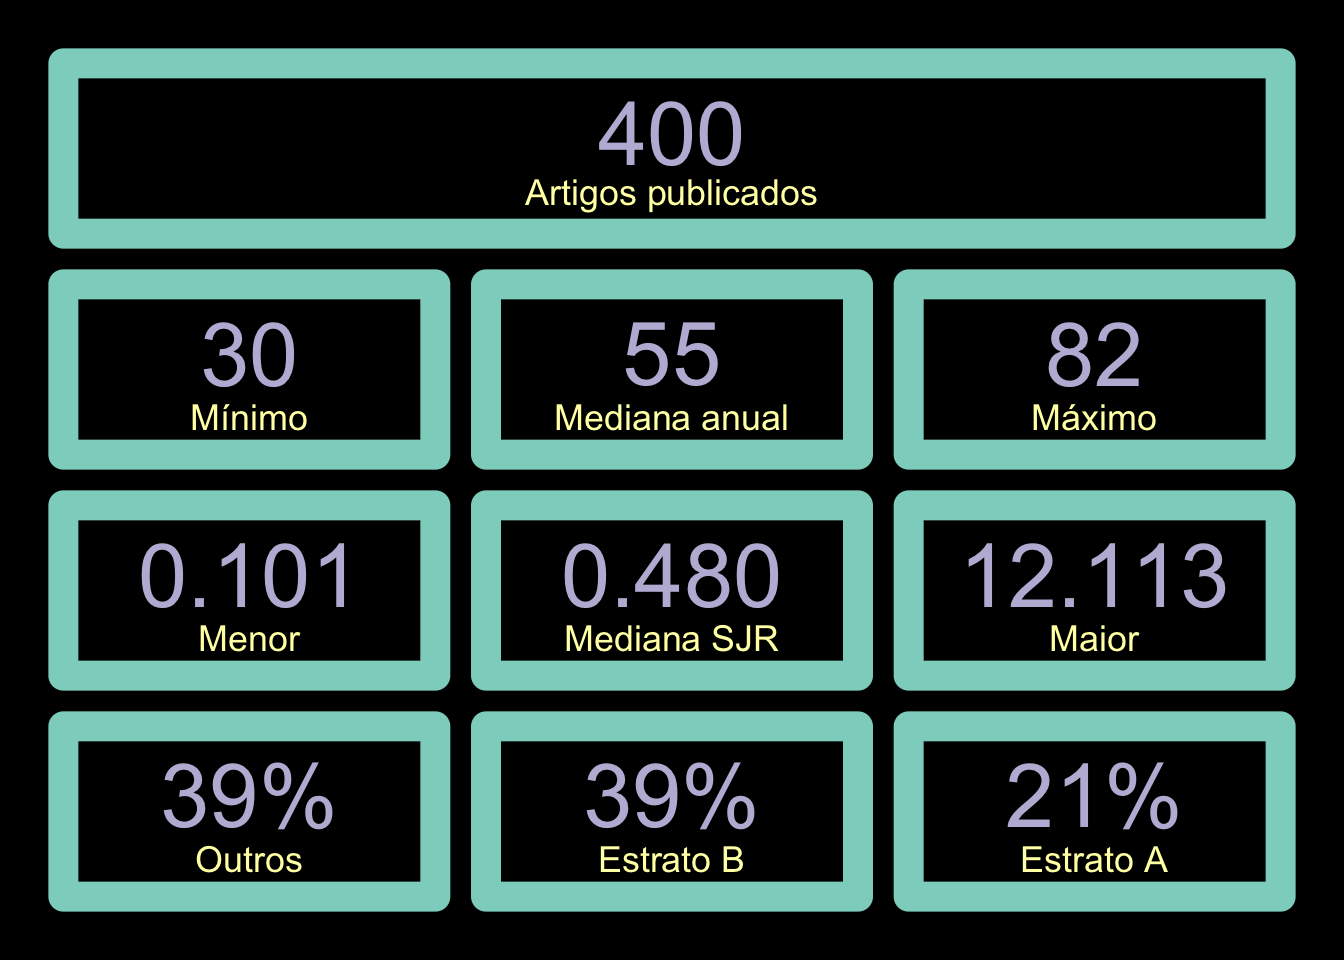 400
Artigos publicados
30
Mínimo
55
Mediana anual
82
Máximo
0.101
Menor
0.480
Mediana SJR
12.113
Maior
39%
Outros
39%
Estrato B
21%
Estrato A